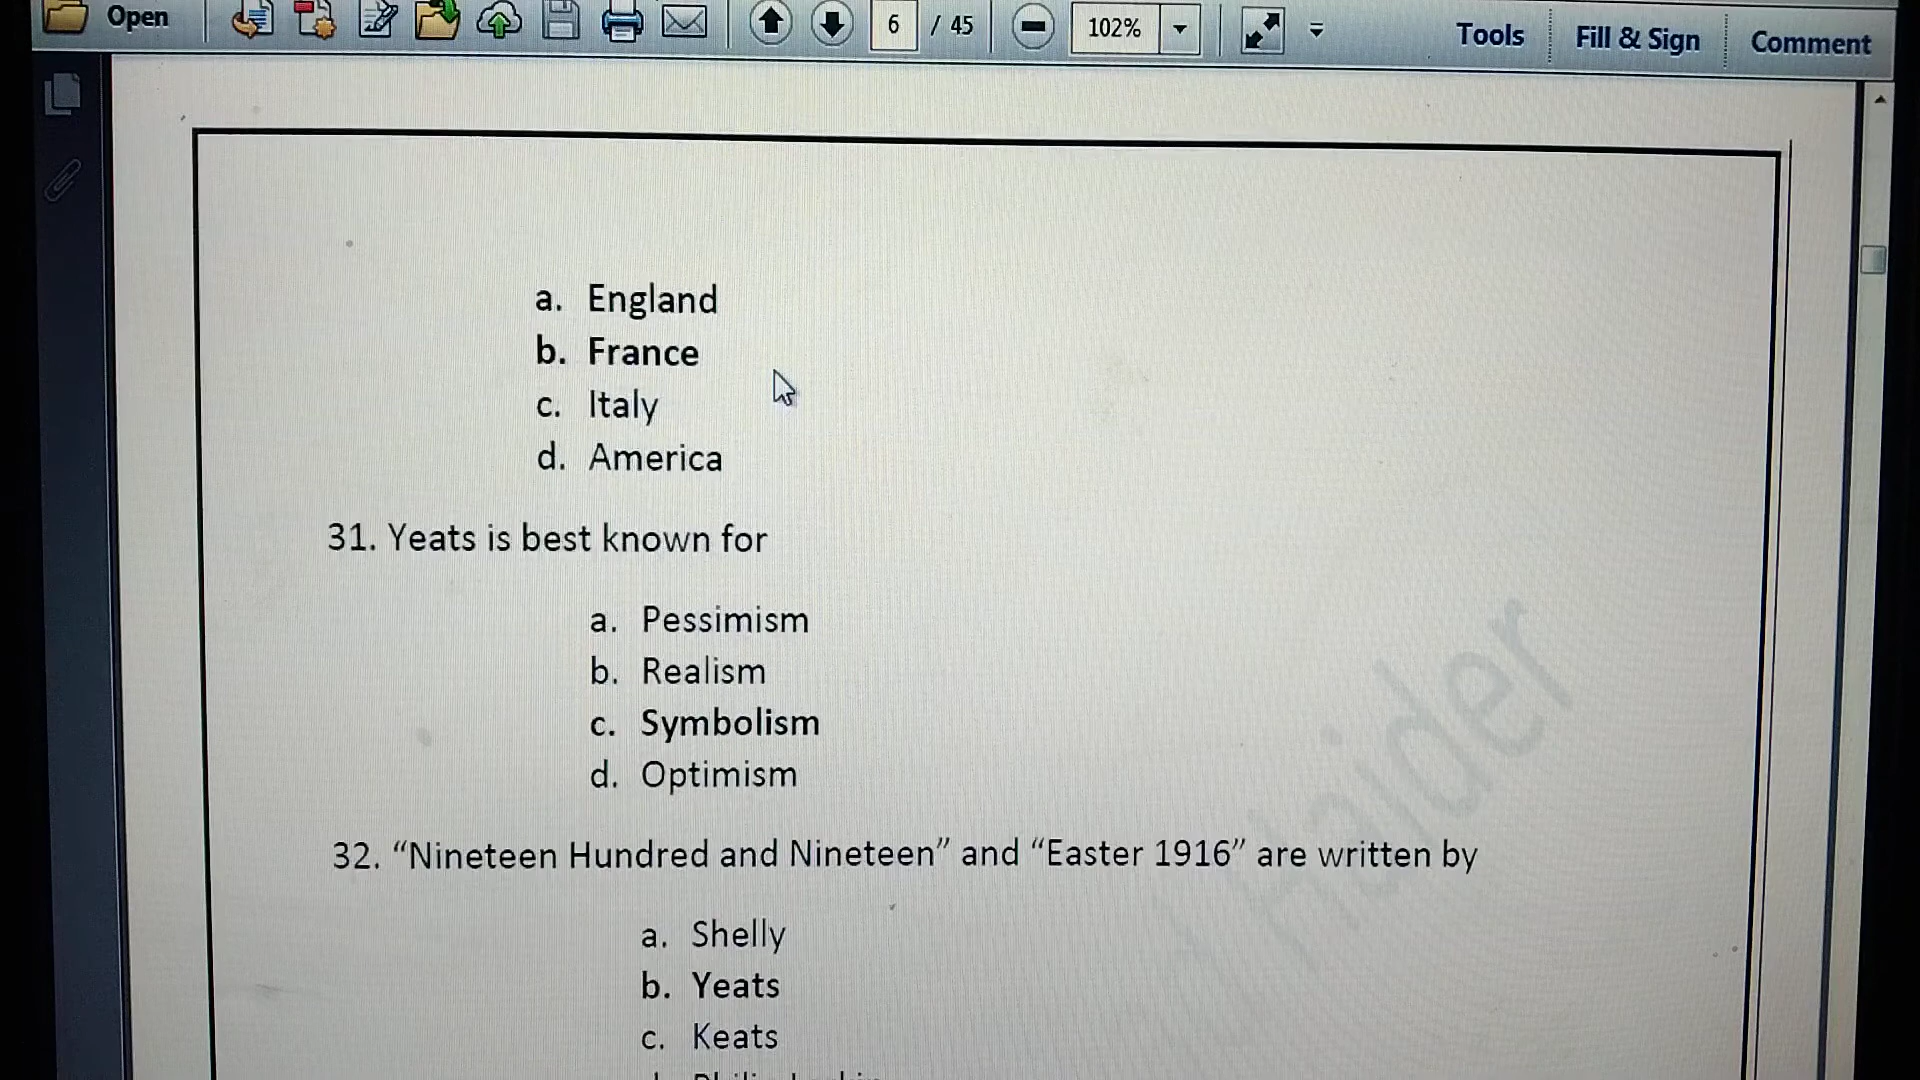 Open
6 / 45
102%
Tools
Fill & Sign
Comment
a. England
b. France
c. Italy
d. America
31. Yeats is best known for
a. Pessimism
b. Realism
c. Symbolism
d. Optimism
32. “Nineteen Hundred and Nineteen” and “Easter 1916” are written by
a. Shelly
b. Yeats
c. Keats
Haider